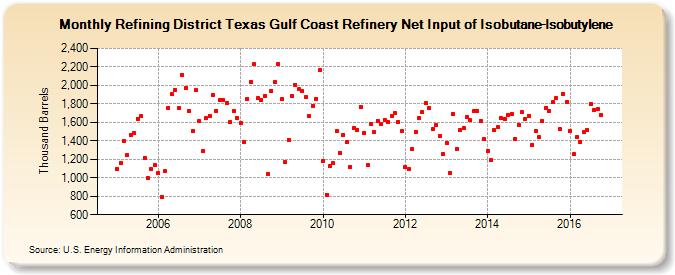 Monthly Refining District Texas Gulf Coast Refinery Net Input of Isobutane-Isobutylene
Thousand Barrels
2,400
2,200
2,000
1,800
1,600
1,400
1,200
1,000
800
600
2006 2008 2010 2012 2014 2016
Source: U.S. Energy Information Administration